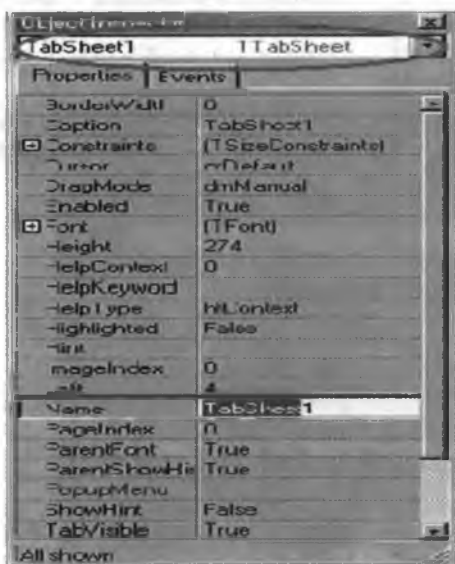 Object Inspector
TabSheet1 TTabSheet
Properties Events
BorderWidth 0
Caption TabSheet1
Constraints (TSizeConstraints)
Cursor crDefault
DragMode dmManual
Enabled True
Font (TFont)
Height 274
HelpContext 0
HelpKeyword
HelpType htContext
Highlighted False
Hint
ImageIndex 0
Left 4
Name TabSheet1
PageIndex 0
ParentFont True
ParentShowHin True
PopupMenu
ShowHint False
TabVisible True
All shown